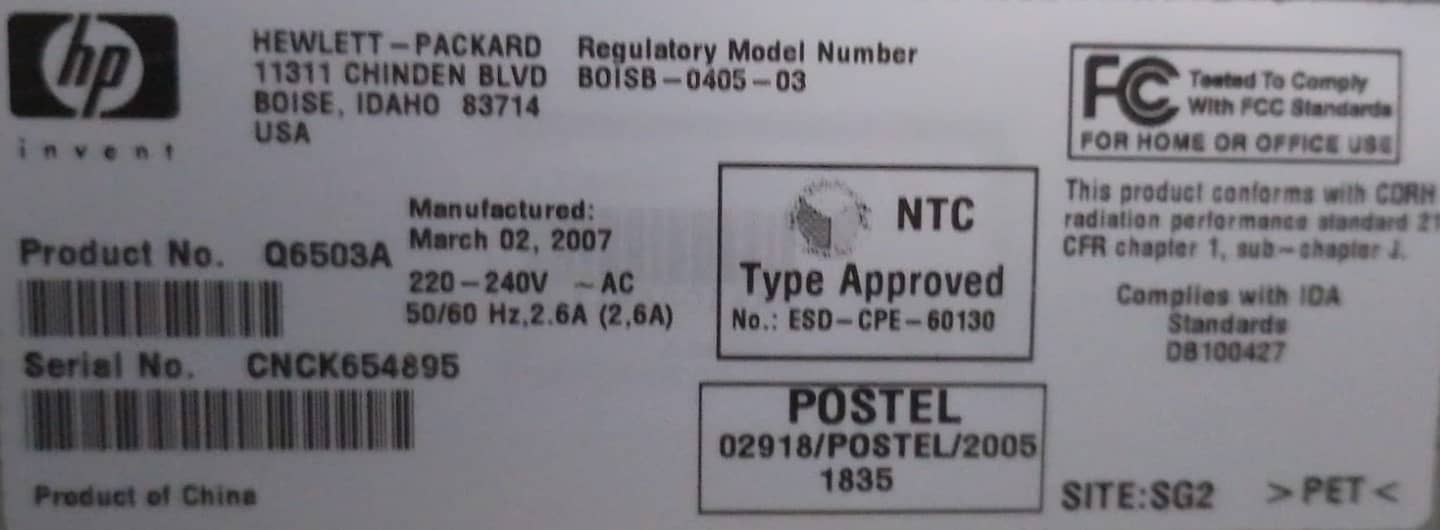 hp
invent
HEWLETT-PACKARD
11311 CHINDEN BLVD
BOISE, IDAHO 83714
USA
Regulatory Model Number
BOISB-0405-03
FC Tested To Comply
With FCC Standards
FOR HOME OR OFFICE USE
This product conforms with CDRH
radiation performance standard 21
CFR chapter 1, sub-chapter J.
Complies with IDA
Standards
DB100427
Product No. Q6503A
Manufactured:
March 02, 2007
220-240V ~AC
50/60 Hz,2.6A (2,6A)
NTC
Type Approved
No.: ESD-CPE-60130
Serial No. CNCK654895
POSTEL
02918/POSTEL/2005
1835
Product of China
SITE:SG2 >PET<